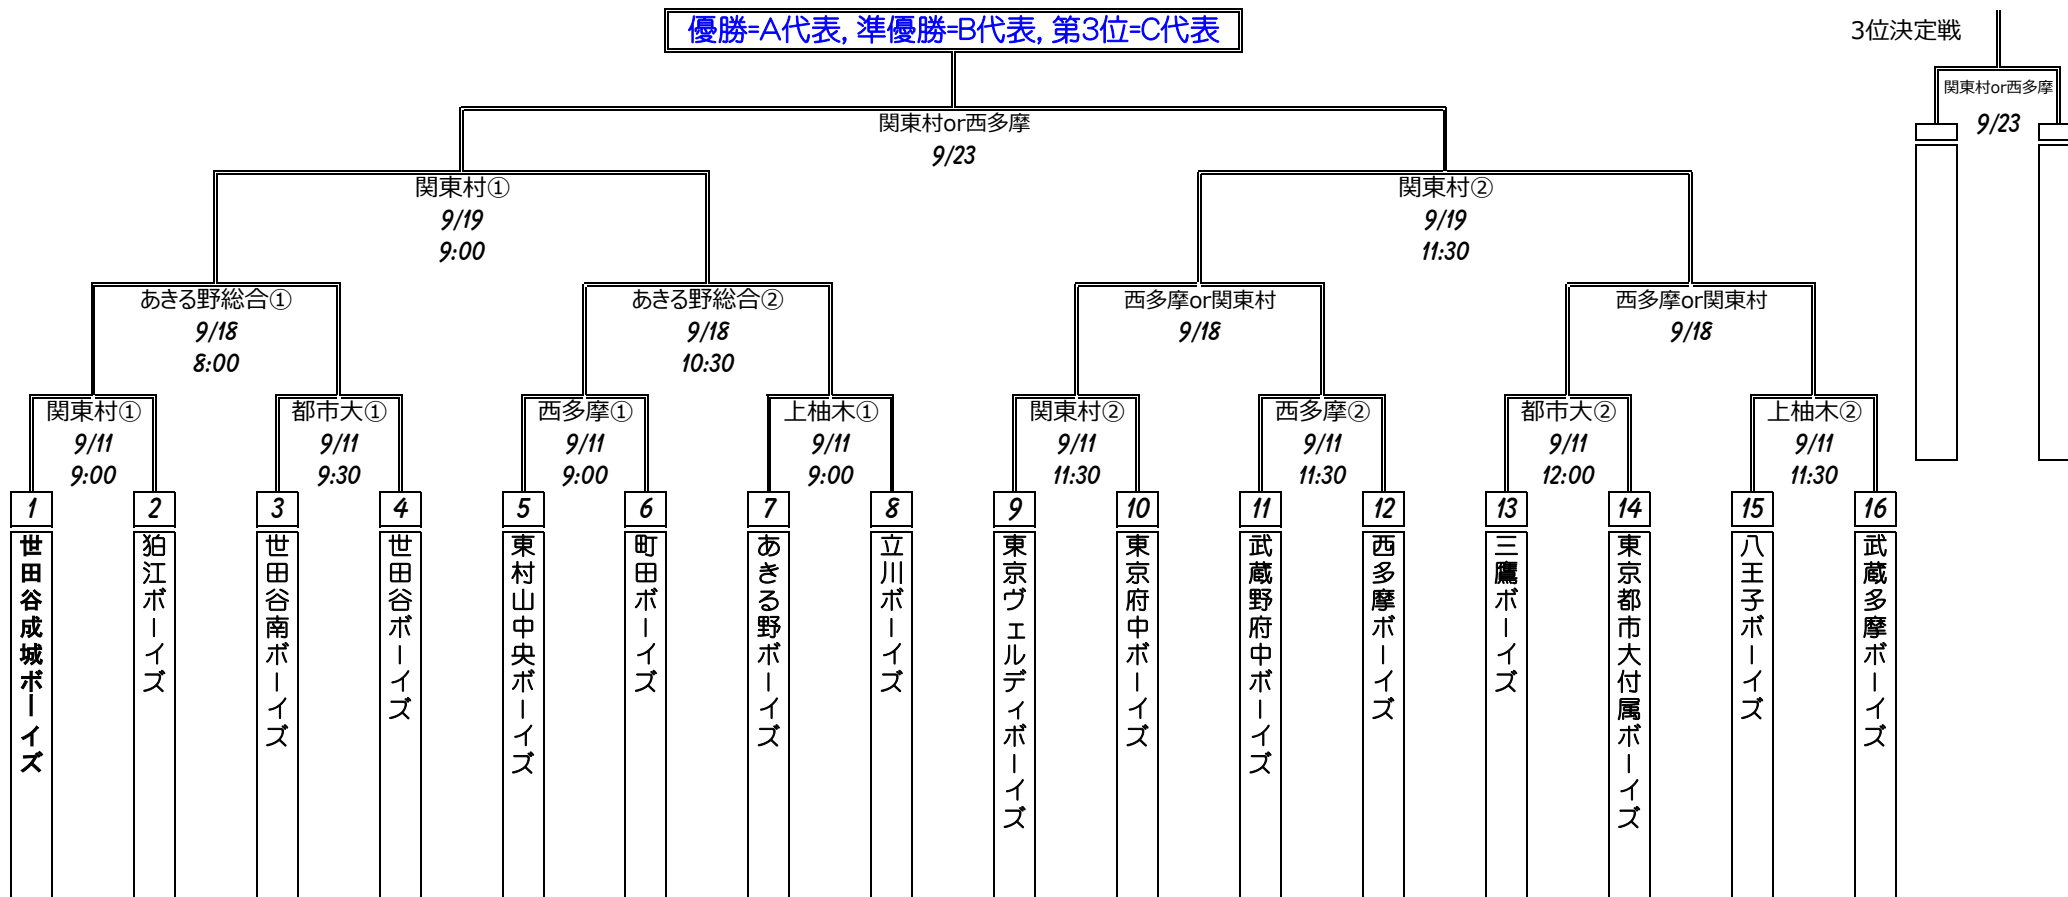 優勝=A代表, 準優勝=B代表, 第3位=C代表
3位決定戦
関東村or西多摩
9/23
関東村or西多摩
9/23
関東村①
9/19
9:00
関東村②
9/19
11:30
あきる野総合①
9/18
8:00
あきる野総合②
9/18
10:30
西多摩or関東村
9/18
西多摩or関東村
9/18
関東村①
9/11
9:00
都市大①
9/11
9:30
西多摩①
9/11
9:00
上柚木①
9/11
9:00
関東村②
9/11
11:30
西多摩②
9/11
11:30
都市大②
9/11
12:00
上柚木②
9/11
11:30
1
世田谷成城ボーイズ
2
狛江ボーイズ
3
世田谷南ボーイズ
4
世田谷ボーイズ
5
東村山中央ボーイズ
6
町田ボーイズ
7
あきる野ボーイズ
8
立川ボーイズ
9
東京ヴェルディボーイズ
10
東京府中ボーイズ
11
武蔵野府中ボーイズ
12
西多摩ボーイズ
13
三鷹ボーイズ
14
東京都市大付属ボーイズ
15
八王子ボーイズ
16
武蔵多摩ボーイズ